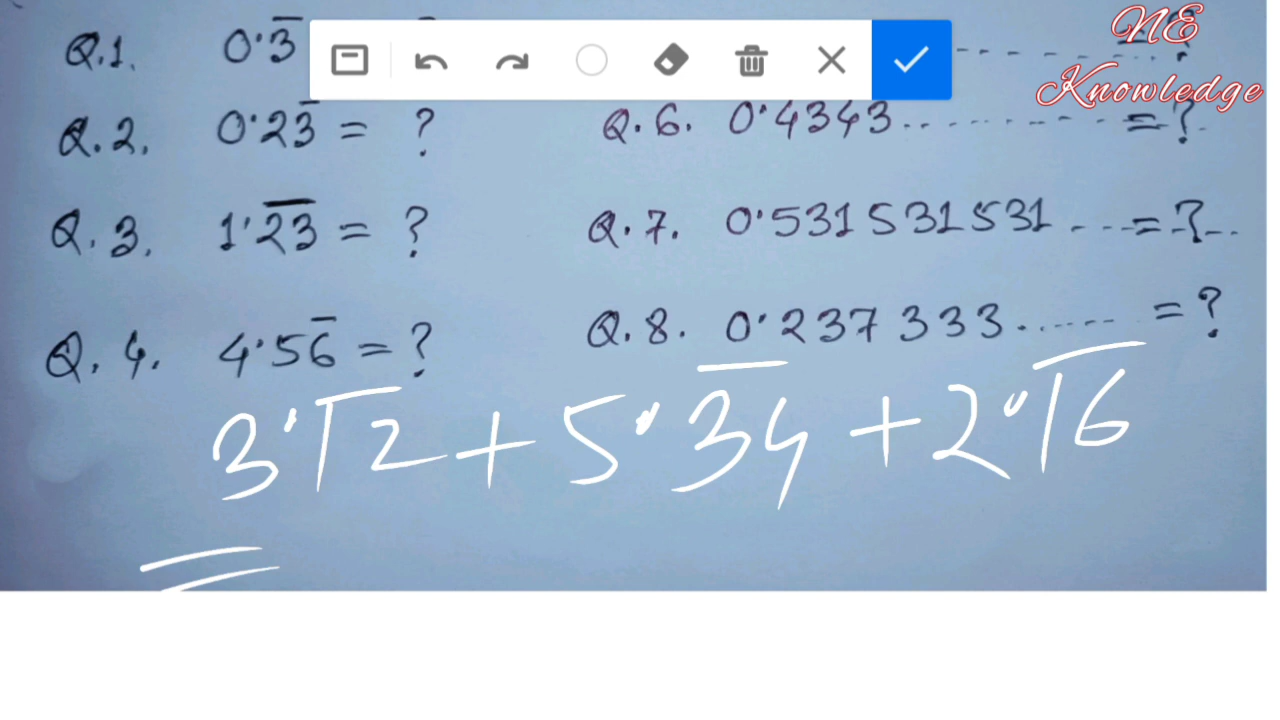 Q.1. 0.3̅
Q.2. 0.23̅ = ?
Q.3. 1.2̅3̅ = ?
Q.4. 4.56̅ = ?
Q.6. 0.4343.............. = ?
Q.7. 0.531531531.... = ?
Q.8. 0.237333....... = ?
3.1̅2̅ + 5.3̅4̅ + 2.1̅6̅
=
NE
Knowledge